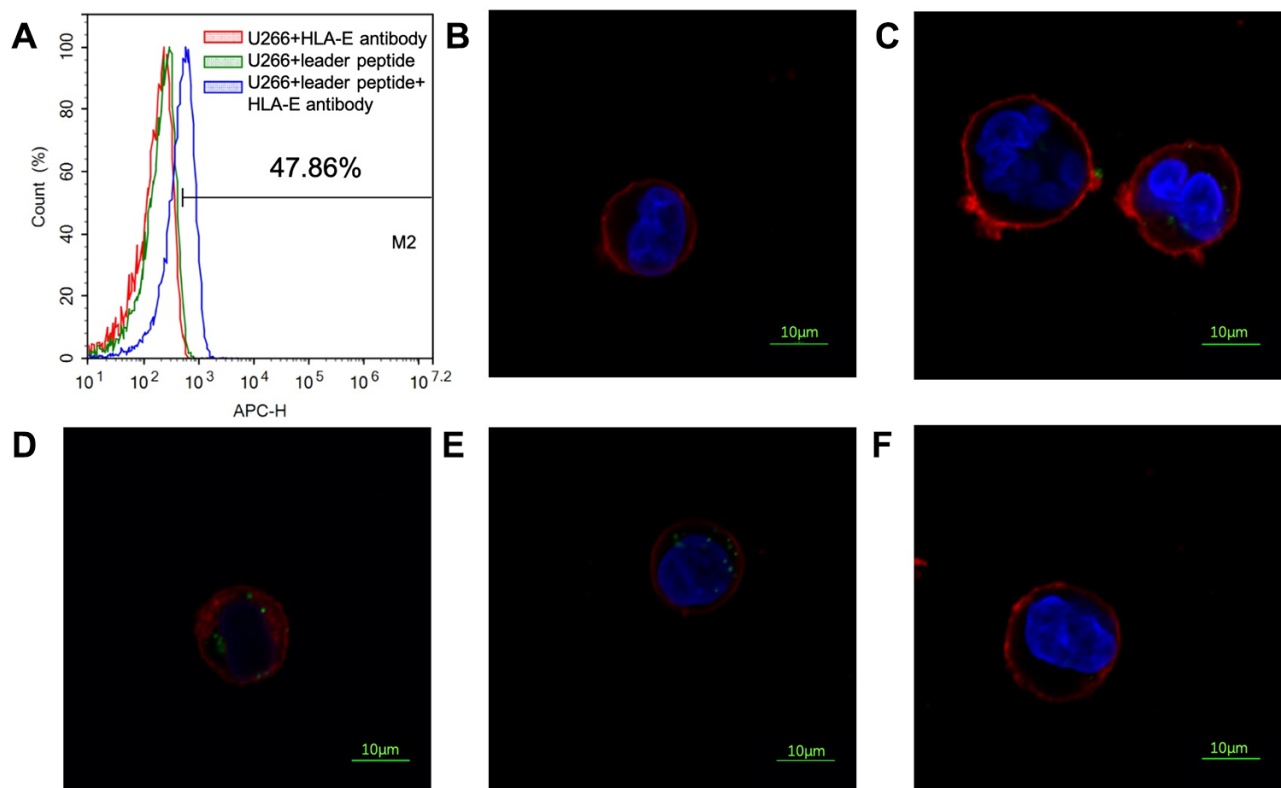 A
B
C
U266+HLA-E antibody
U266+leader peptide
U266+leader peptide+
HLA-E antibody
100
80
60
40
20
0
Count (%)
47.86%
M2
10^1 10^2 10^3 10^4 10^5 10^6 10^7.2
APC-H
10μm
10μm
D
E
F
10μm
10μm
10μm